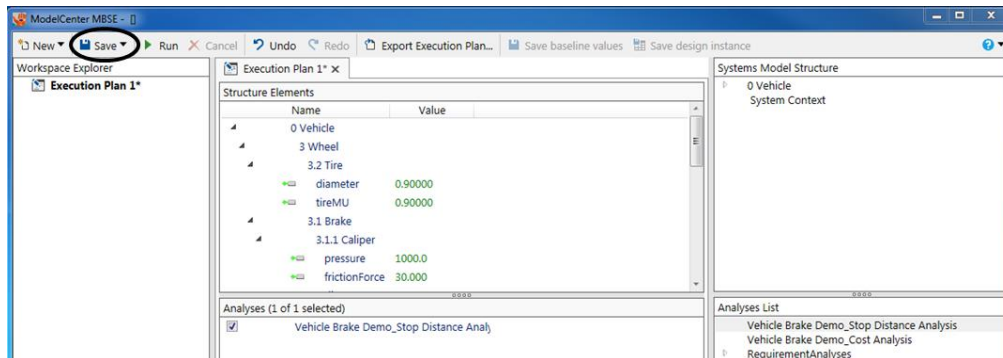 ModelCenter MBSE - []
New Save Run Cancel Undo Redo Export Execution Plan... Save baseline values Save design instance
Workspace Explorer
Execution Plan 1*
Execution Plan 1* X
Structure Elements
Name Value
0 Vehicle
3 Wheel
3.2 Tire
diameter 0.90000
tireMU 0.90000
3.1 Brake
3.1.1 Caliper
pressure 1000.0
frictionForce 30.000
Analyses (1 of 1 selected)
Vehicle Brake Demo_Stop Distance Analy
Systems Model Structure
0 Vehicle
System Context
Analyses List
Vehicle Brake Demo_Stop Distance Analysis
Vehicle Brake Demo_Cost Analysis
RequirementAnalyses